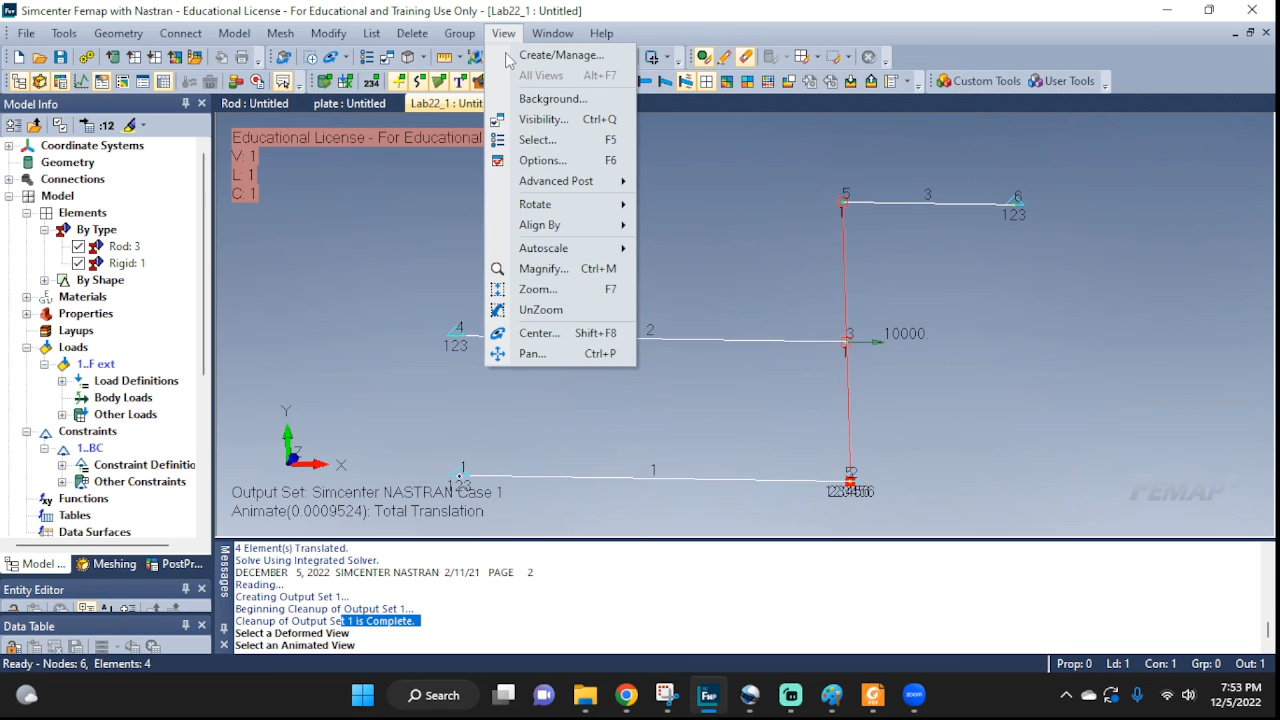 Simcenter Femap with Nastran - Educational License - For Educational and Training Use Only - [Lab22_1 : Untitled]
File Tools Geometry Connect Model Mesh Modify List Delete Group View Window Help
Custom Tools User Tools
Model Info
Rod : Untitled plate : Untitled Lab22_1 : Untit
:12
Coordinate Systems
Geometry
Connections
Model
Elements
By Type
Rod: 3
Rigid: 1
By Shape
Materials
Properties
Layups
Loads
1..F ext
Load Definitions
Body Loads
Other Loads
Constraints
1..BC
Constraint Definitio
Other Constraints
Functions
Tables
Data Surfaces
Model ... Meshing PostPr...
Entity Editor
Data Table
Create/Manage...
All Views Alt+F7
Background...
Visibility... Ctrl+Q
Select... F5
Options... F6
Advanced Post
Rotate
Align By
Autoscale
Magnify... Ctrl+M
Zoom... F7
UnZoom
Center... Shift+F8
Pan... Ctrl+P
Educational License - For Educational
V: 1
L: 1
C: 1
5 3 6
1 123
4 2 3 10000.
123 1
1 1
123
Y
Z
X
Output Set: Simcenter NASTRAN Case 1
Animate(0.0009524): Total Translation
FEMAP
Messages
4 Element(s) Translated.
Solve Using Integrated Solver.
DECEMBER 5, 2022 SIMCENTER NASTRAN 2/11/21 PAGE 2
Reading...
Creating Output Set 1...
Beginning Cleanup of Output Set 1...
Cleanup of Output Set 1 is Complete.
Select a Deformed View
Select an Animated View
Ready - Nodes: 6, Elements: 4 Prop: 0 Ld: 1 Con: 1 Grp: 0 Out: 1
Search
FMP
zoom
7:53 PM
12/5/2022